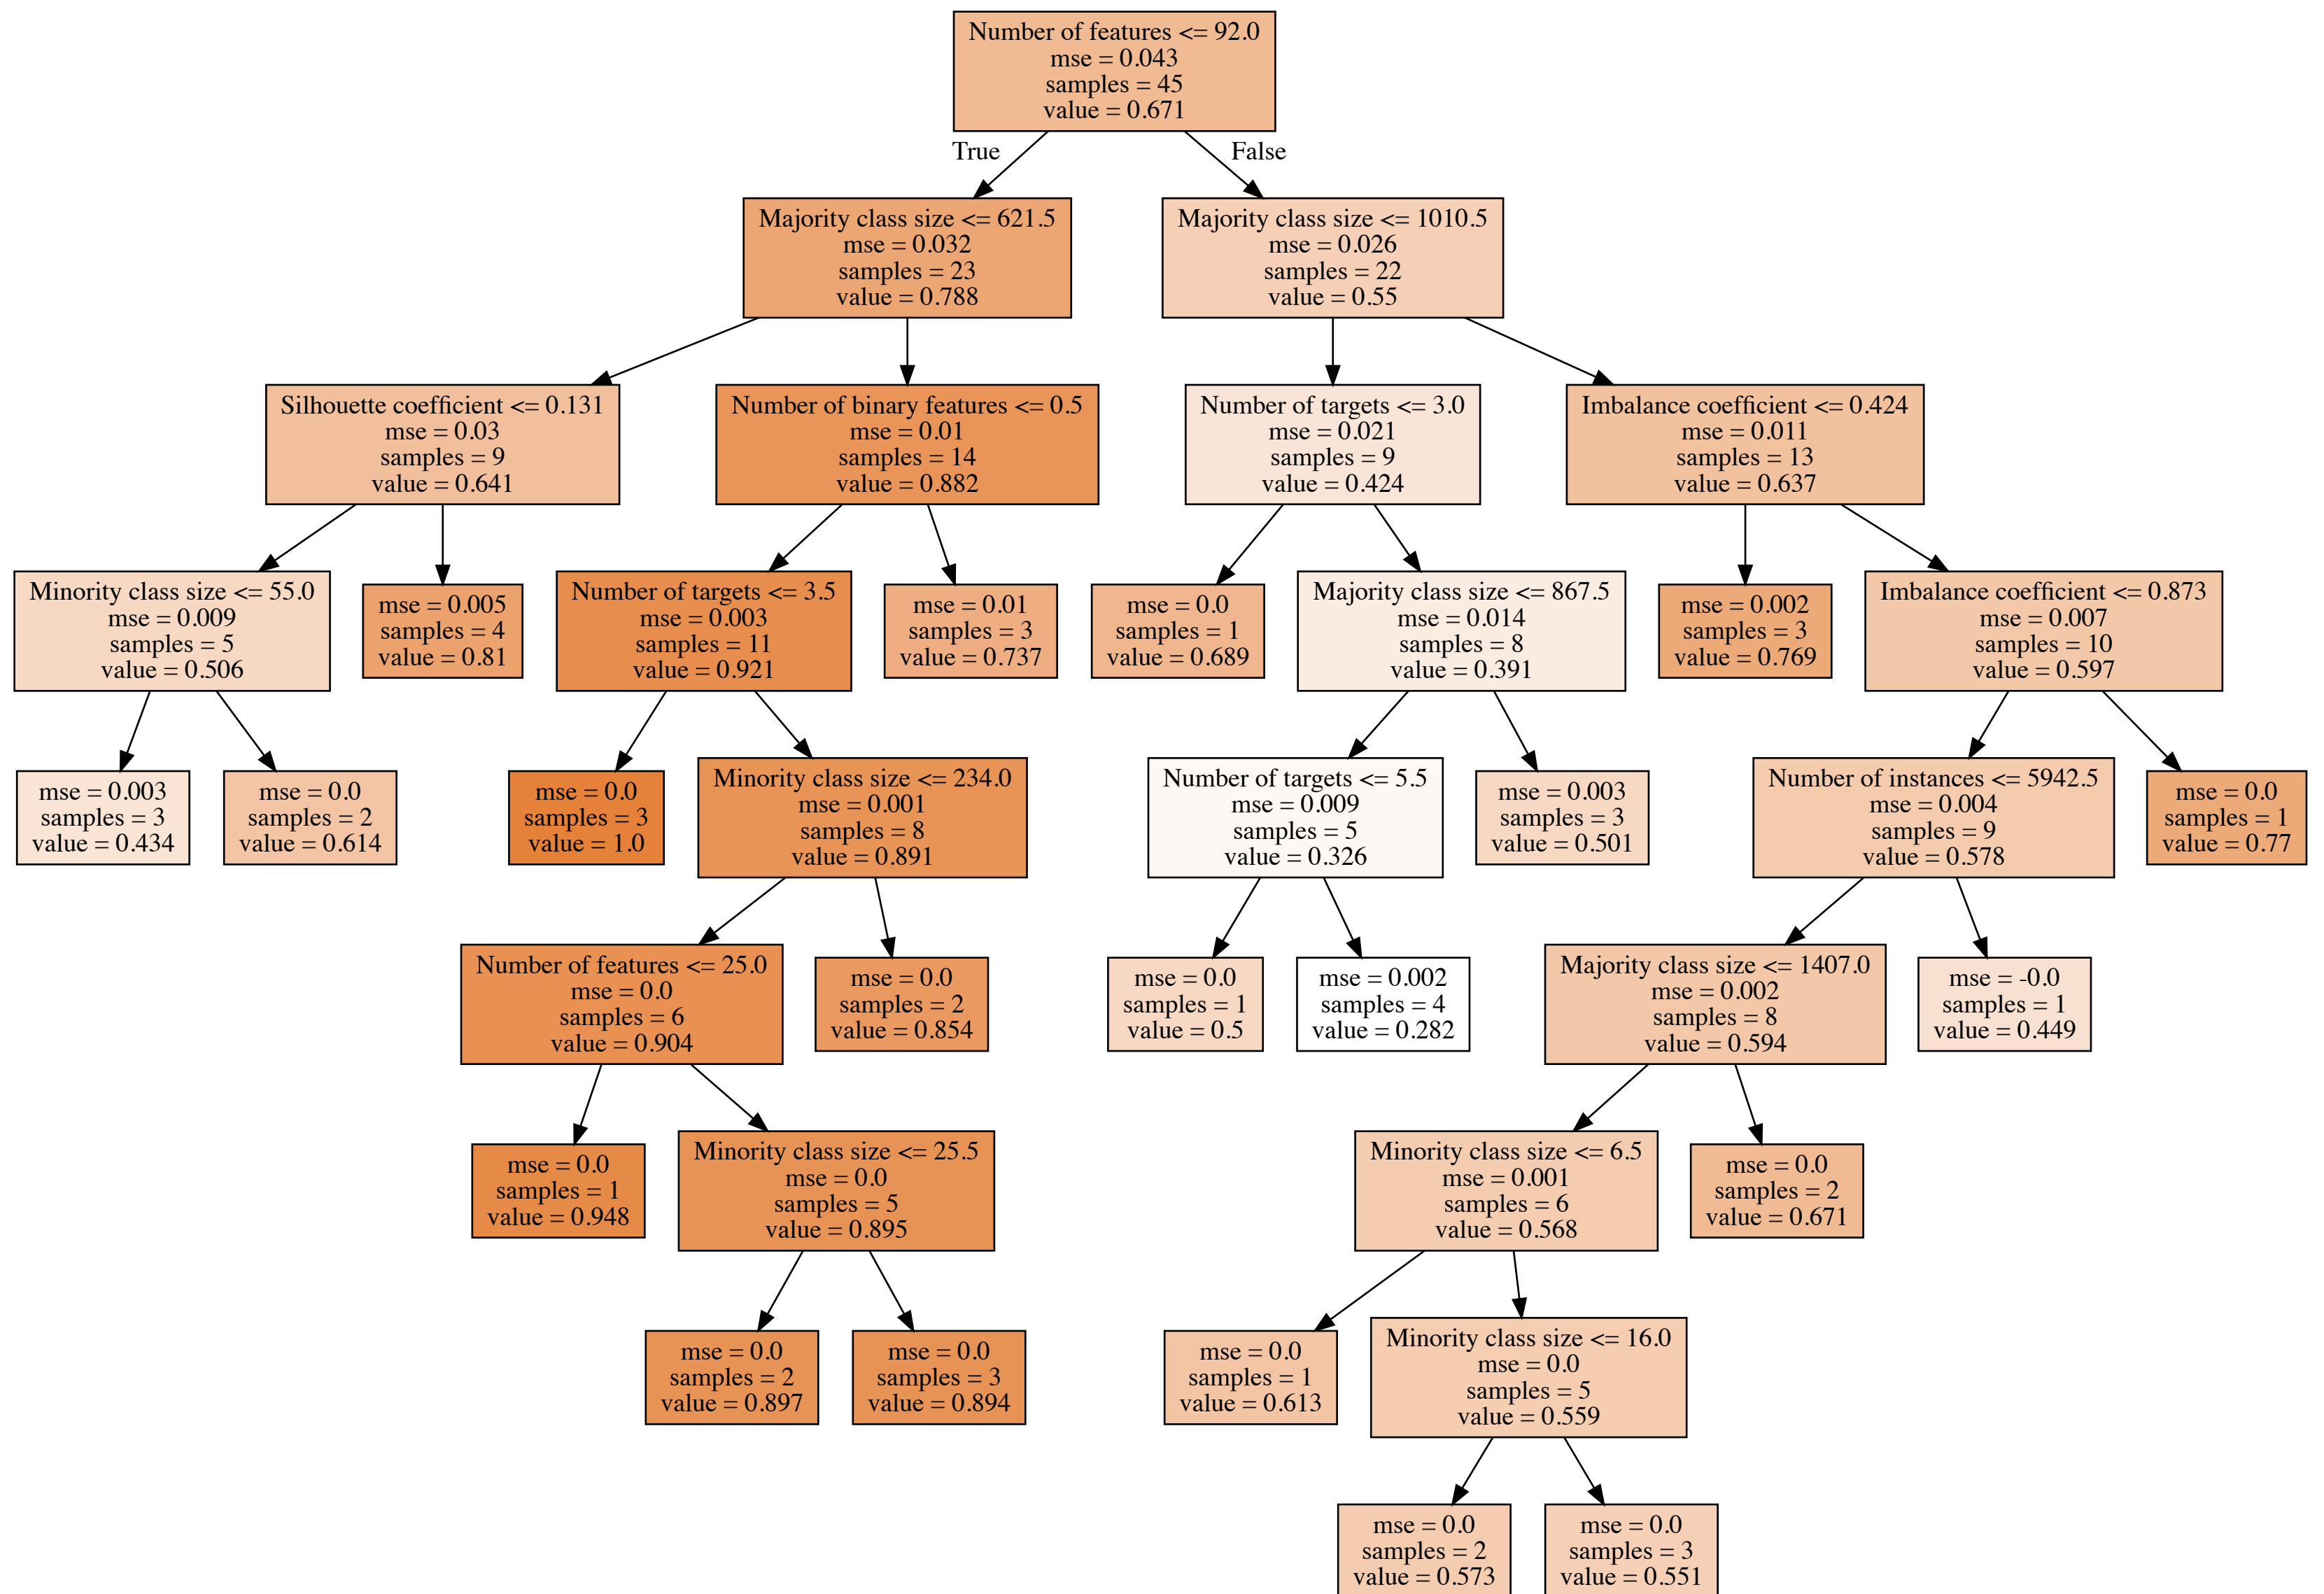 Number of features <= 92.0
mse = 0.043
samples = 45
value = 0.671
True
False
Majority class size <= 621.5
mse = 0.032
samples = 23
value = 0.788
Majority class size <= 1010.5
mse = 0.026
samples = 22
value = 0.55
Silhouette coefficient <= 0.131
mse = 0.03
samples = 9
value = 0.641
Number of binary features <= 0.5
mse = 0.01
samples = 14
value = 0.882
Number of targets <= 3.0
mse = 0.021
samples = 9
value = 0.424
Imbalance coefficient <= 0.424
mse = 0.011
samples = 13
value = 0.637
Minority class size <= 55.0
mse = 0.009
samples = 5
value = 0.506
mse = 0.005
samples = 4
value = 0.81
Number of targets <= 3.5
mse = 0.003
samples = 11
value = 0.921
mse = 0.01
samples = 3
value = 0.737
mse = 0.0
samples = 1
value = 0.689
Majority class size <= 867.5
mse = 0.014
samples = 8
value = 0.391
mse = 0.002
samples = 3
value = 0.769
Imbalance coefficient <= 0.873
mse = 0.007
samples = 10
value = 0.597
mse = 0.003
samples = 3
value = 0.434
mse = 0.0
samples = 2
value = 0.614
mse = 0.0
samples = 3
value = 1.0
Minority class size <= 234.0
mse = 0.001
samples = 8
value = 0.891
Number of targets <= 5.5
mse = 0.009
samples = 5
value = 0.326
mse = 0.003
samples = 3
value = 0.501
Number of instances <= 5942.5
mse = 0.004
samples = 9
value = 0.578
mse = 0.0
samples = 1
value = 0.77
Number of features <= 25.0
mse = 0.0
samples = 6
value = 0.904
mse = 0.0
samples = 2
value = 0.854
mse = 0.0
samples = 1
value = 0.5
mse = 0.002
samples = 4
value = 0.282
Majority class size <= 1407.0
mse = 0.002
samples = 8
value = 0.594
mse = -0.0
samples = 1
value = 0.449
mse = 0.0
samples = 1
value = 0.948
Minority class size <= 25.5
mse = 0.0
samples = 5
value = 0.895
Minority class size <= 6.5
mse = 0.001
samples = 6
value = 0.568
mse = 0.0
samples = 2
value = 0.671
mse = 0.0
samples = 2
value = 0.897
mse = 0.0
samples = 3
value = 0.894
mse = 0.0
samples = 1
value = 0.613
Minority class size <= 16.0
mse = 0.0
samples = 5
value = 0.559
mse = 0.0
samples = 2
value = 0.573
mse = 0.0
samples = 3
value = 0.551